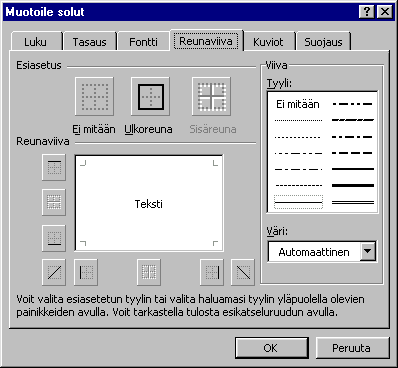 Muotoile solut
Luku Tasaus Fontti Reunaviiva Kuviot Suojaus
Esiasetus
Ei mitään Ulkoreuna Sisäreuna
Reunaviiva
Teksti
Viiva
Tyyli:
Ei mitään
Väri:
Automaattinen
Voit valita esiasetetun tyylin tai valita haluamasi tyylin yläpuolella olevien
painikkeiden avulla. Voit tarkastella tulosta esikatseluruudun avulla.
OK Peruuta